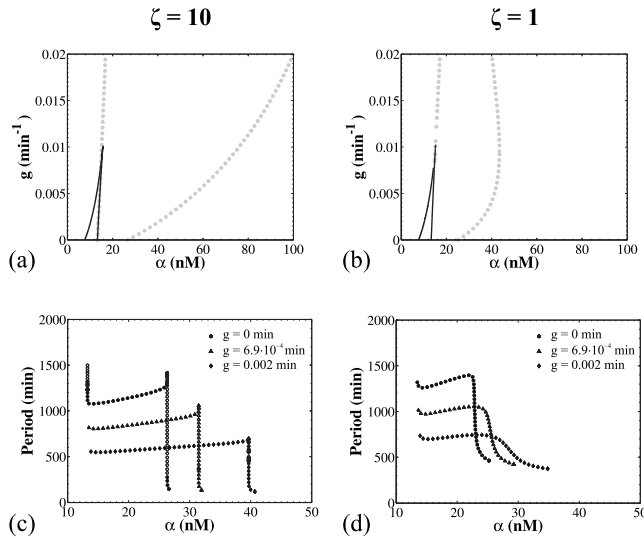 ζ = 10
ζ = 1
0.02
0.015
0.01
0.005
0
g (min⁻¹)
0 20 40 60 80 100
α (nM)
(a)
0.02
0.015
0.01
0.005
0
g (min⁻¹)
0 20 40 60 80 100
α (nM)
(b)
2000
1500
1000
500
0
Period (min)
g = 0 min
g = 6.9·10⁻⁴ min
g = 0.002 min
10 20 30 40 50
α (nM)
(c)
2000
1500
1000
500
0
Period (min)
g = 0 min
g = 6.9·10⁻⁴ min
g = 0.002 min
10 20 30 40 50
α (nM)
(d)